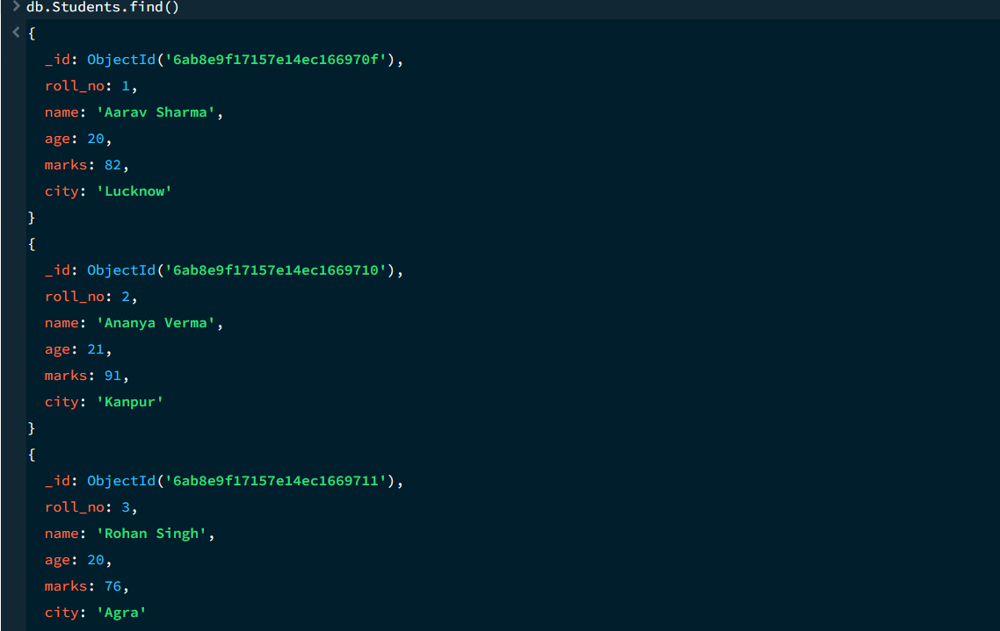 > db.Students.find()
< {
_id: ObjectId('6ab8e9f17157e14ec166970f'),
roll_no: 1,
name: 'Aarav Sharma',
age: 20,
marks: 82,
city: 'Lucknow'
}
{
_id: ObjectId('6ab8e9f17157e14ec1669710'),
roll_no: 2,
name: 'Ananya Verma',
age: 21,
marks: 91,
city: 'Kanpur'
}
{
_id: ObjectId('6ab8e9f17157e14ec1669711'),
roll_no: 3,
name: 'Rohan Singh',
age: 20,
marks: 76,
city: 'Agra'